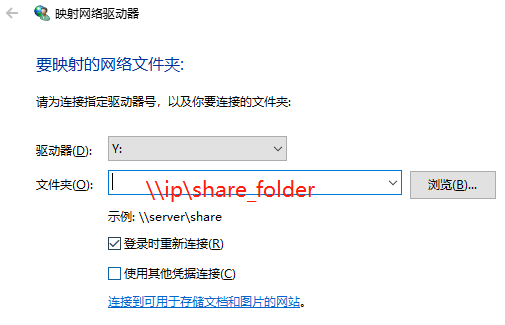 映射网络驱动器
要映射的网络文件夹:
请为连接指定驱动器号，以及你要连接的文件夹:
驱动器(D): Y:
文件夹(O): \\ip\share_folder 浏览(B)...
示例: \\server\share
登录时重新连接(R)
使用其他凭据连接(C)
连接到可用于存储文档和图片的网站。